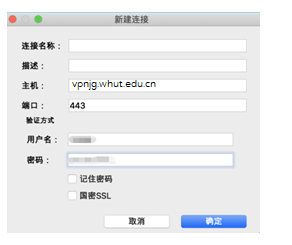 新建连接
连接名称：
描述：
主机： vpnjg.whut.edu.cn
端口： 443
验证方式
用户名：
密码：
记住密码
国密SSL
取消 确定